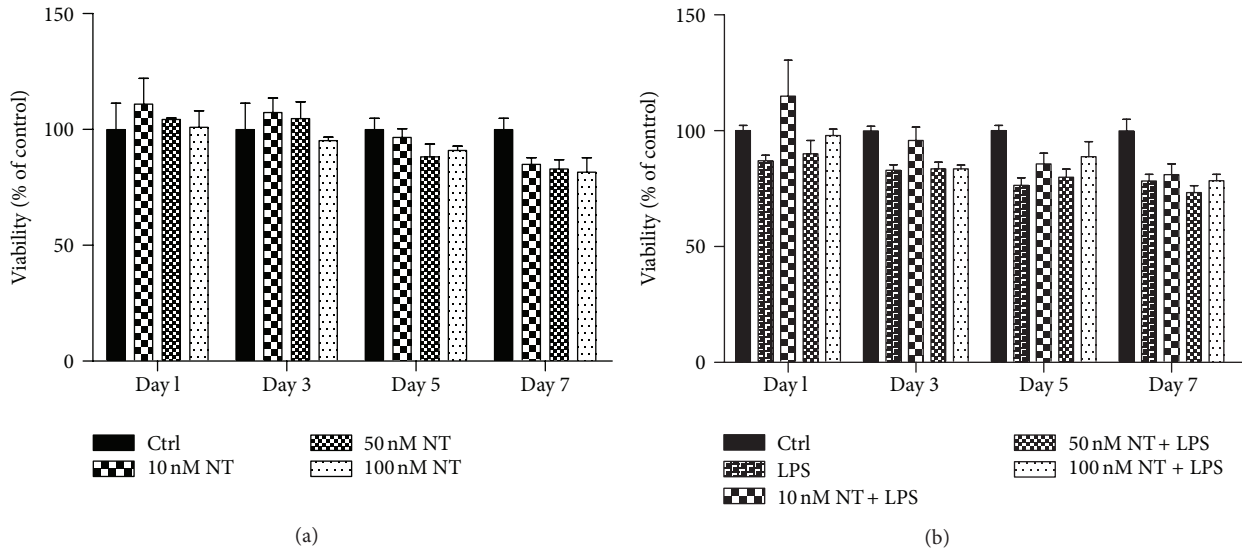 150
100
50
0
Viability (% of control)
Day 1
Day 3
Day 5
Day 7
Ctrl
10 nM NT
50 nM NT
100 nM NT
(a)
150
100
50
0
Viability (% of control)
Day 1
Day 3
Day 5
Day 7
Ctrl
LPS
10 nM NT + LPS
50 nM NT + LPS
100 nM NT + LPS
(b)